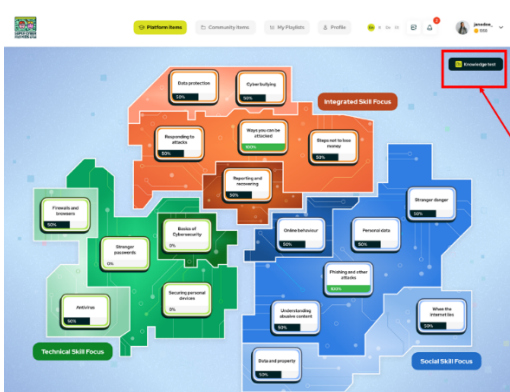 Platform items
Community items
My Playlists
Profile
Knowledge test
Data protection
50%
Cyberbullying
50%
Integrated Skill Focus
Responding to
attacks
50%
Ways you can be
attacked
100%
Steps not to lose
money
50%
Reporting and
recovering
50%
Firewalls and
browsers
50%
Stronger
passwords
0%
Basics of
Cybersecurity
0%
Securing personal
devices
0%
Antivirus
50%
Technical Skill Focus
Stranger danger
50%
Online behaviour
50%
Personal data
50%
Phishing and other
attacks
100%
Understanding
abusive content
50%
When the
internet lies
50%
Data and property
50%
Social Skill Focus